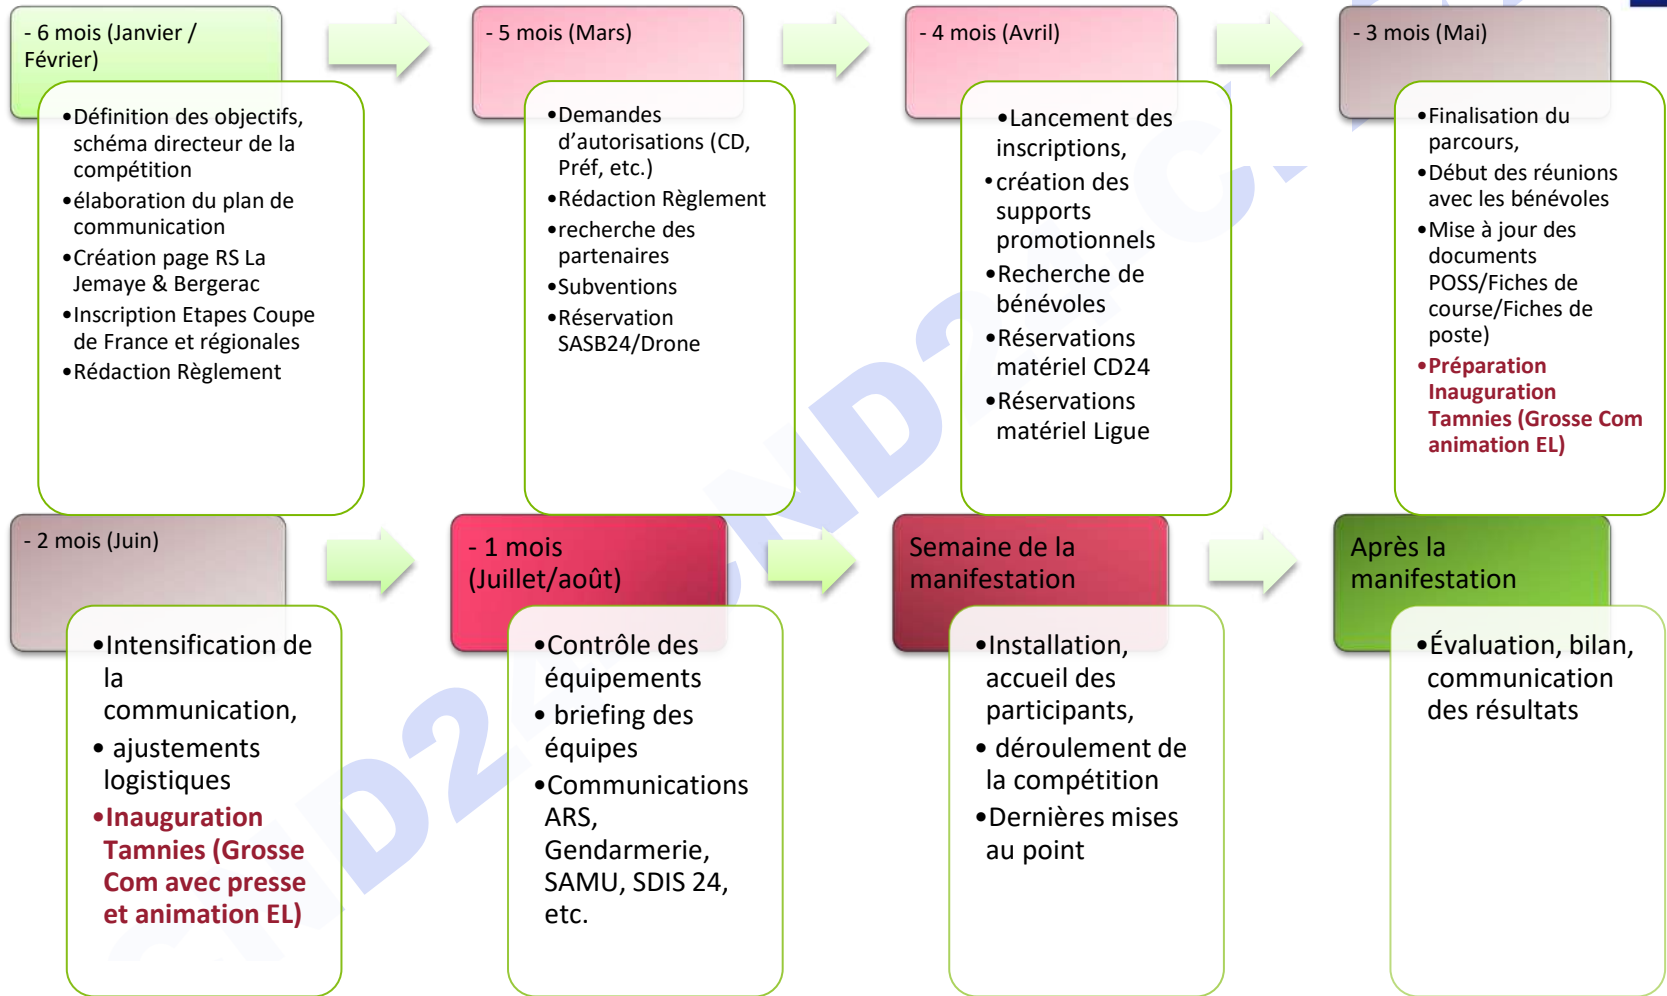 - 6 mois (Janvier /
Février)
•Définition des objectifs,
schéma directeur de la
compétition
•élaboration du plan de
communication
•Création page RS La
Jemaye & Bergerac
•Inscription Etapes Coupe
de France et régionales
•Rédaction Règlement
- 5 mois (Mars)
•Demandes
d’autorisations (CD,
Préf, etc.)
•Rédaction Règlement
•recherche des
partenaires
•Subventions
•Réservation
SASB24/Drone
- 4 mois (Avril)
•Lancement des
inscriptions,
•création des
supports
promotionnels
•Recherche de
bénévoles
•Réservations
matériel CD24
•Réservations
matériel Ligue
- 3 mois (Mai)
•Finalisation du
parcours,
•Début des réunions
avec les bénévoles
•Mise à jour des
documents
POSS/Fiches de
course/Fiches de
poste)
•Préparation
Inauguration
Tamnies (Grosse Com
animation EL)
- 2 mois (Juin)
•Intensification de
la
communication,
• ajustements
logistiques
•Inauguration
Tamnies (Grosse
Com avec presse
et animation EL)
- 1 mois
(Juillet/août)
•Contrôle des
équipements
• briefing des
équipes
•Communications
ARS,
Gendarmerie,
SAMU, SDIS 24,
etc.
Semaine de la
manifestation
•Installation,
accueil des
participants,
• déroulement de
la compétition
•Dernières mises
au point
Après la
manifestation
•Évaluation, bilan,
communication
des résultats